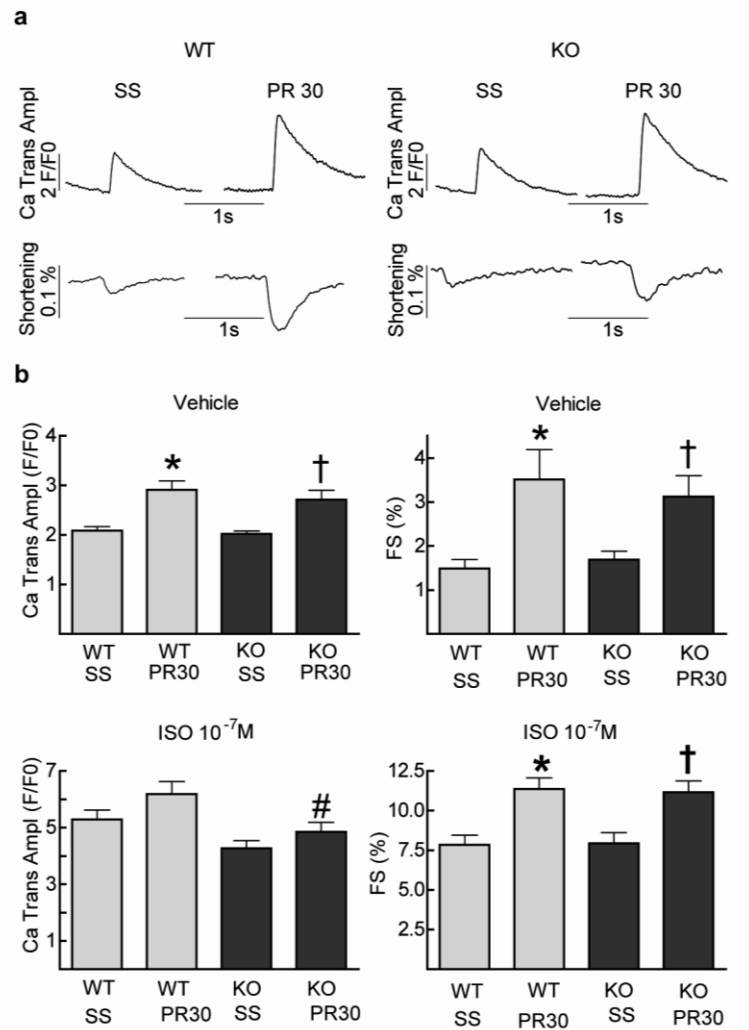 a
WT
KO
SS
PR 30
SS
PR 30
Ca Trans Ampl
2 F/F0
Ca Trans Ampl
2 F/F0
1s
1s
Shortening
0.1 %
Shortening
0.1 %
1s
1s
b
Vehicle
Ca Trans Ampl (F/F0)
4
3
2
1
*
†
WT SS
WT PR30
KO SS
KO PR30
Vehicle
FS (%)
4
3
2
1
*
†
WT SS
WT PR30
KO SS
KO PR30
ISO 10⁻⁷M
Ca Trans Ampl (F/F0)
7
5
3
1
#
WT SS
WT PR30
KO SS
KO PR30
ISO 10⁻⁷M
FS (%)
12.5
10.0
7.5
5.0
2.5
*
†
WT SS
WT PR30
KO SS
KO PR30